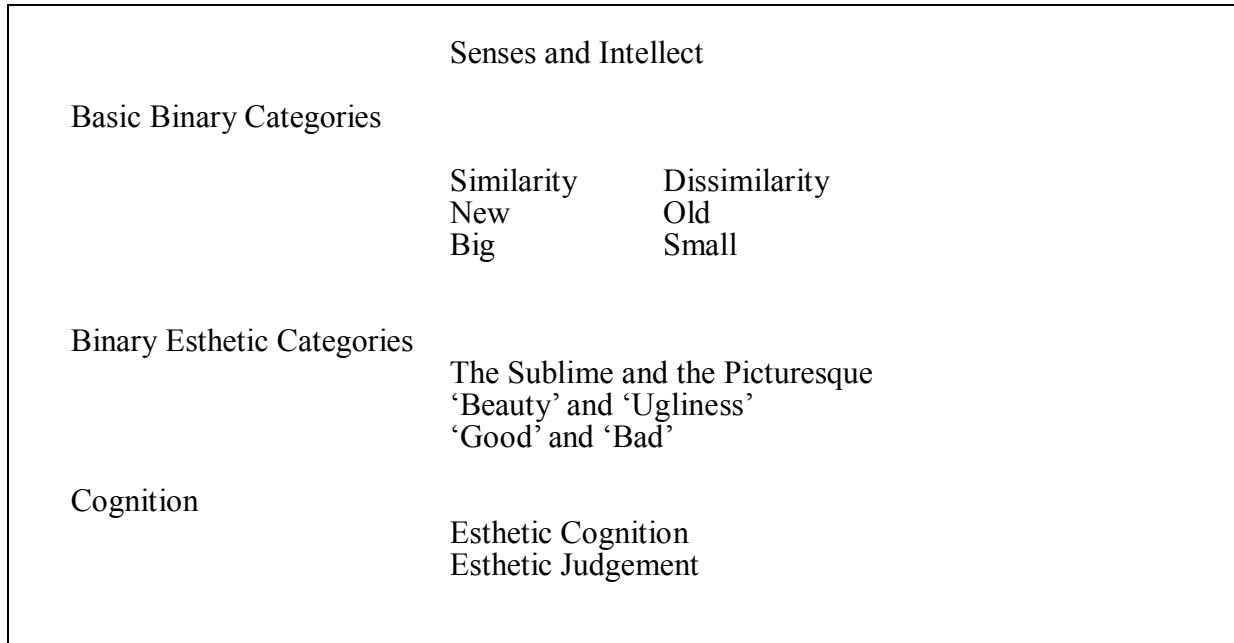 Senses and Intellect
Basic Binary Categories
Similarity Dissimilarity
New Old
Big Small
Binary Esthetic Categories
The Sublime and the Picturesque
‘Beauty’ and ‘Ugliness’
‘Good’ and ‘Bad’
Cognition
Esthetic Cognition
Esthetic Judgement